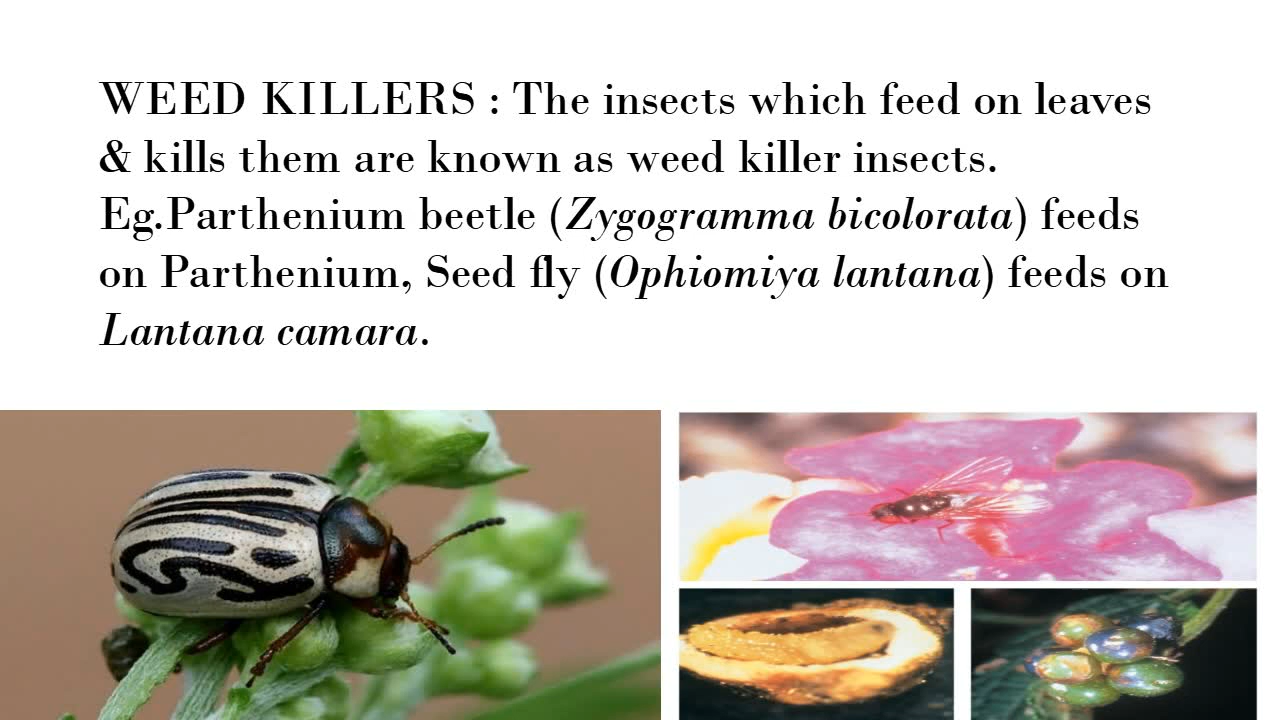 WEED KILLERS : The insects which feed on leaves
& kills them are known as weed killer insects.
Eg.Parthenium beetle (Zygogramma bicolorata) feeds
on Parthenium, Seed fly (Ophiomiya lantana) feeds on
Lantana camara.